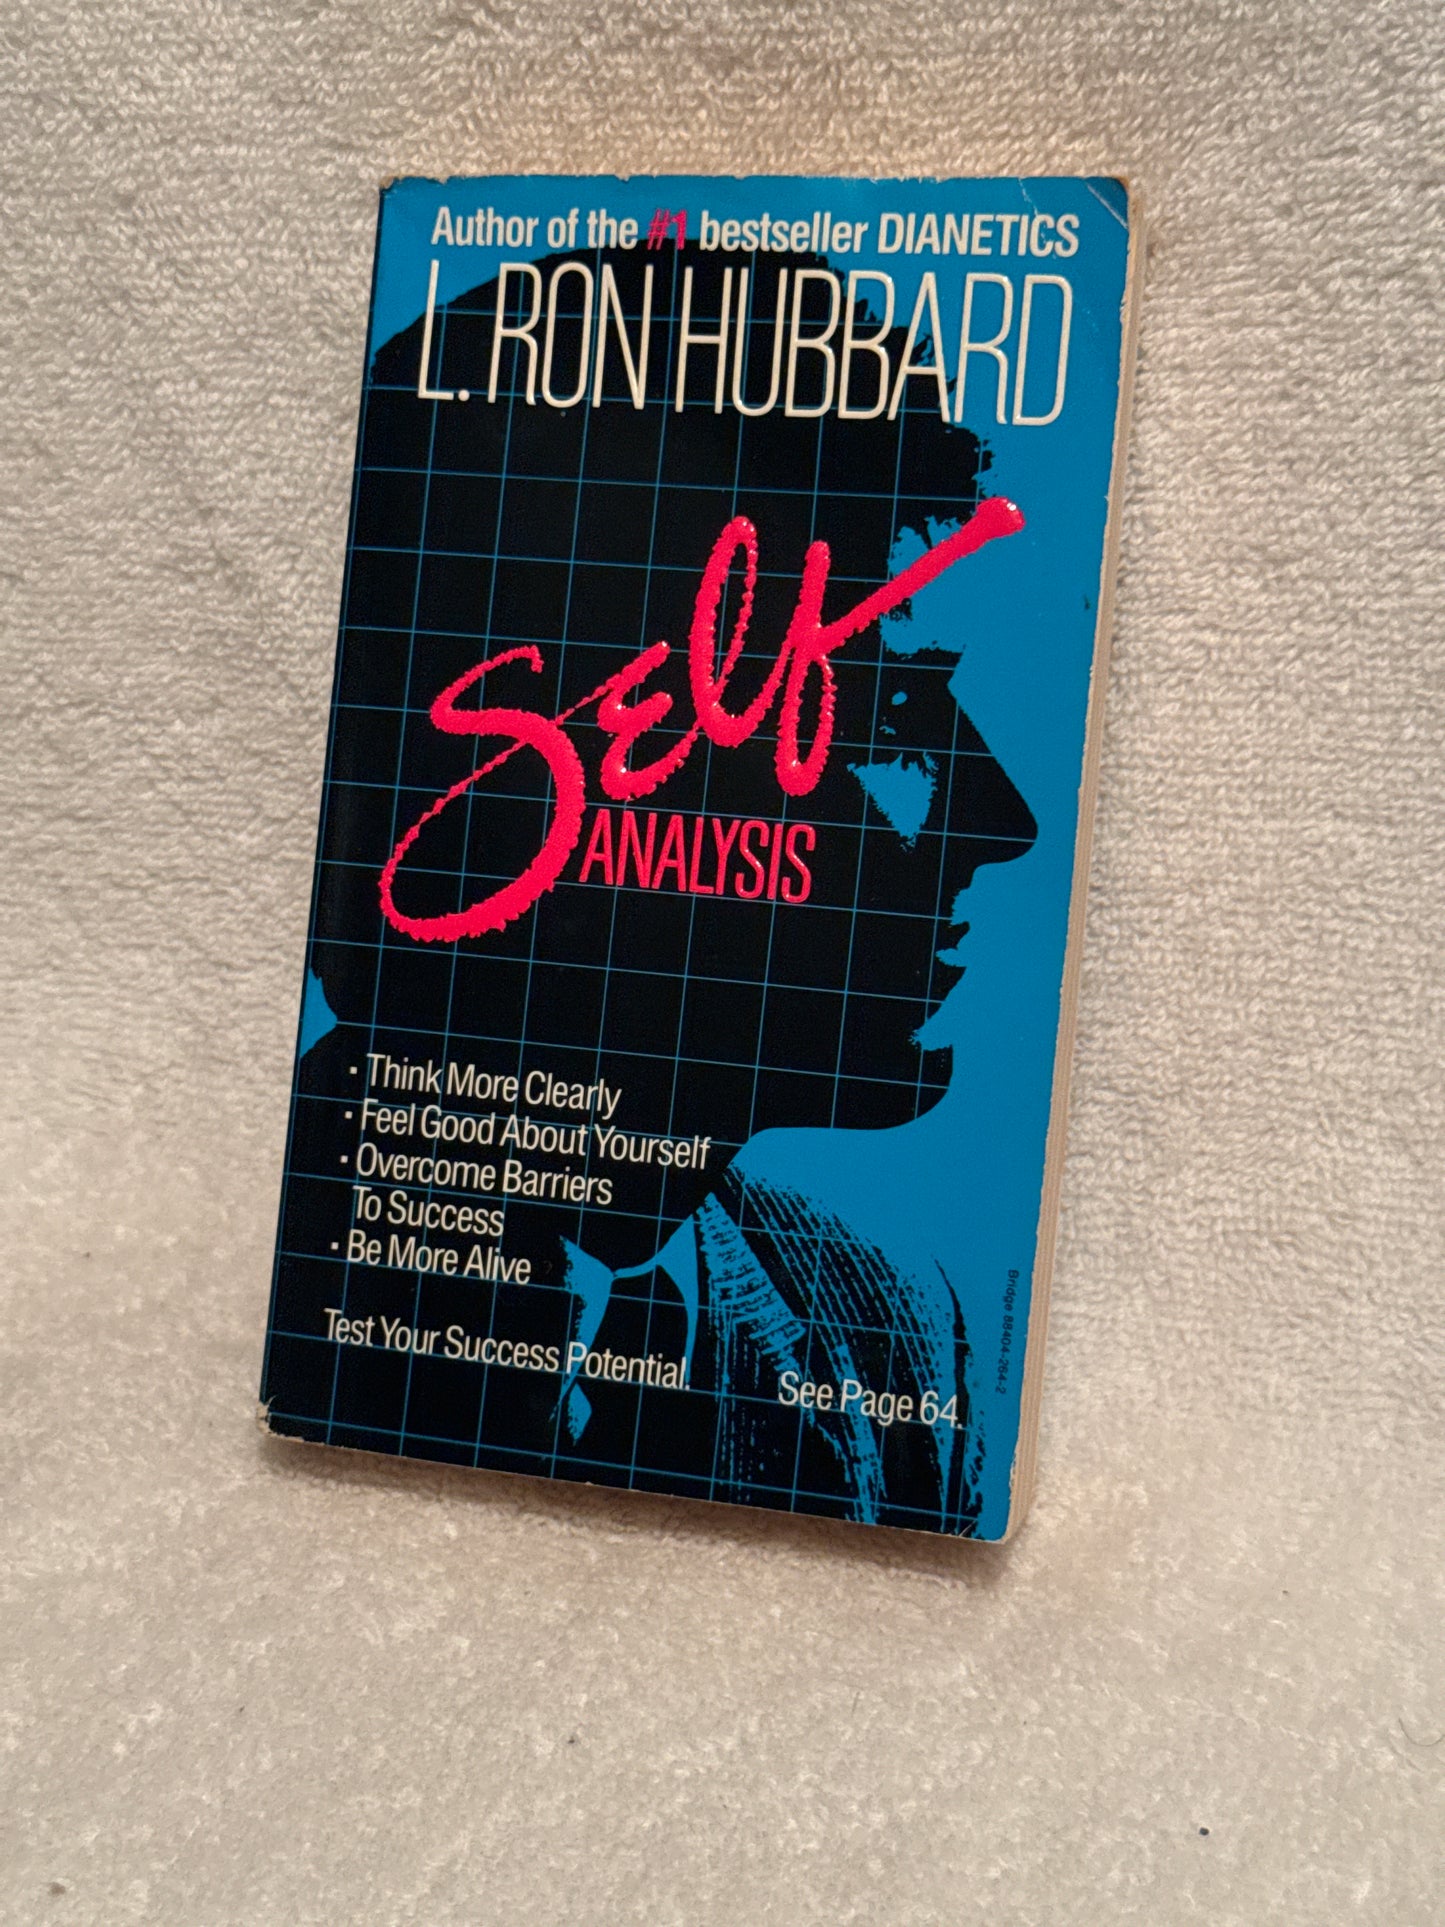 Author of the #1 bestseller DIANETICS
L. RON HUBBARD
Self
ANALYSIS
· Think More Clearly
· Feel Good About Yourself
· Overcome Barriers
To Success
· Be More Alive
Test Your Success Potential.
See Page 64.
Bridge 88404-264-2